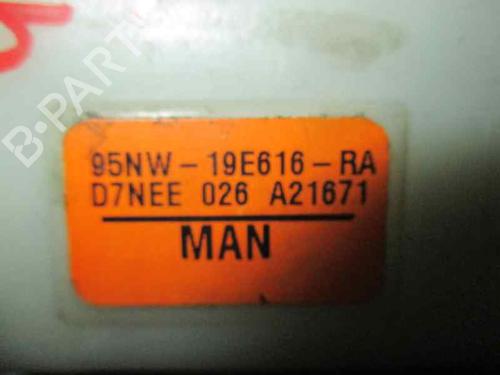 B-PARTS
95NW-19E616-RA
D7NEE 026 A21671
MAN